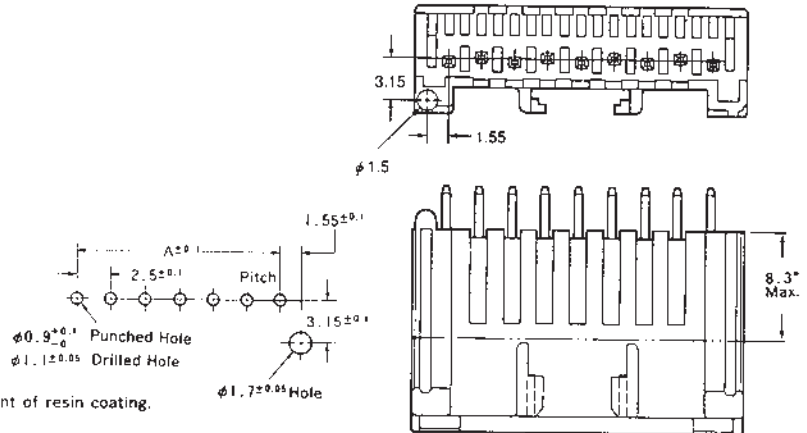 3.15
1.55
φ1.5
1.55±0.1
A±0.1
2.5±0.1 Pitch
8.3"
Max.
3.15±0.1
φ0.9+0.1 -0 Punched Hole
φ1.1±0.05 Drilled Hole
φ1.7±0.05 Hole
nt of resin coating.